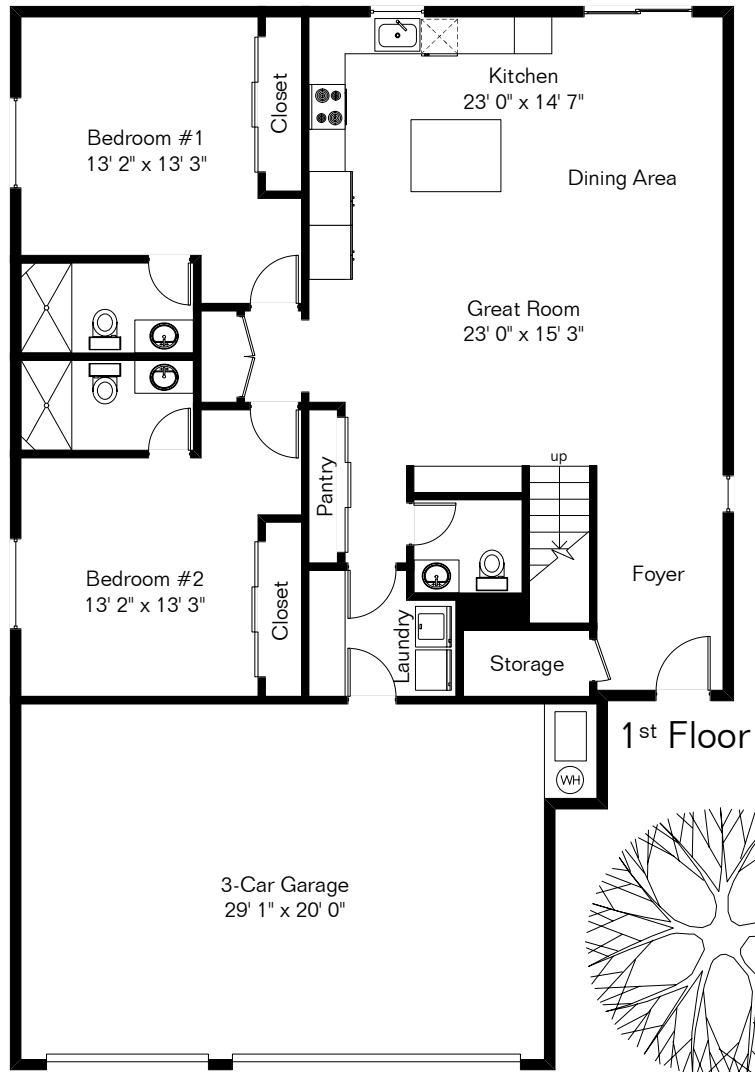 Kitchen
23' 0" x 14' 7"
Closet
Bedroom #1
13' 2" x 13' 3"
Dining Area
Great Room
23' 0" x 15' 3"
up
Pantry
Bedroom #2
13' 2" x 13' 3"
Closet
Foyer
Laundry
Storage
1st Floor
WH
3-Car Garage
29' 1" x 20' 0"